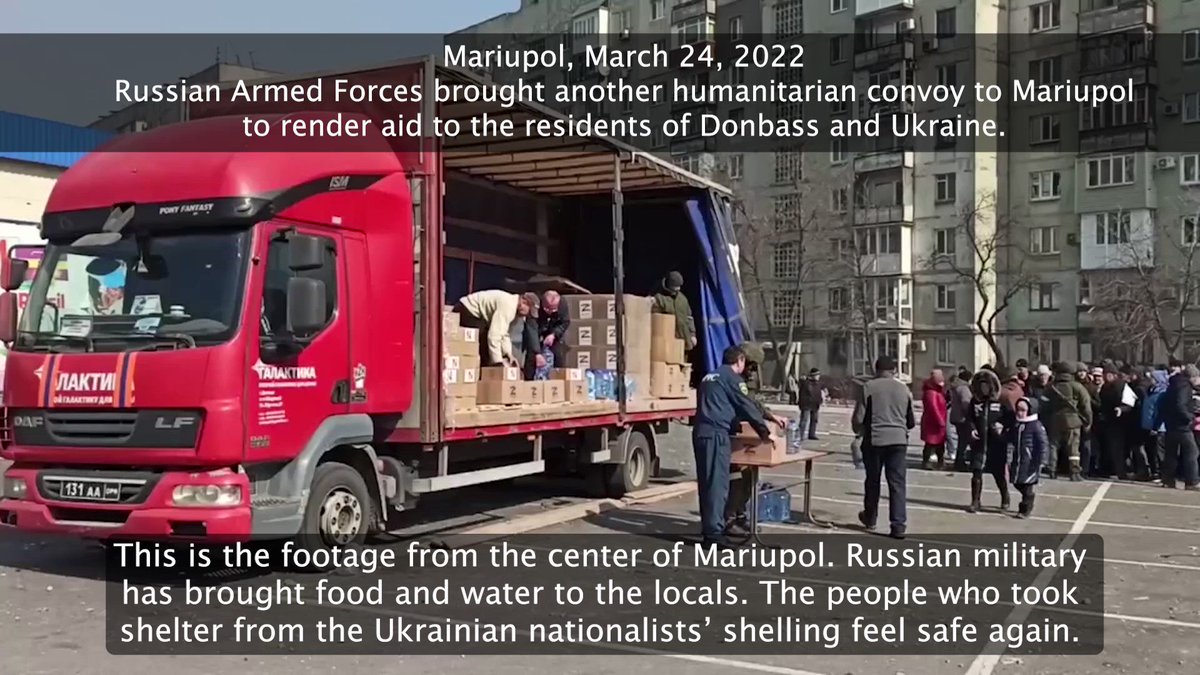 Mariupol, March 24, 2022
Russian Armed Forces brought another humanitarian convoy to Mariupol
to render aid to the residents of Donbass and Ukraine.
ISM
PONY FANTASY
ГАЛАКТИКА
ГАЛАКТИКА
DAF
LF
131 АА
Z
Z
Z
This is the footage from the center of Mariupol. Russian military
has brought food and water to the locals. The people who took
shelter from the Ukrainian nationalists’ shelling feel safe again.